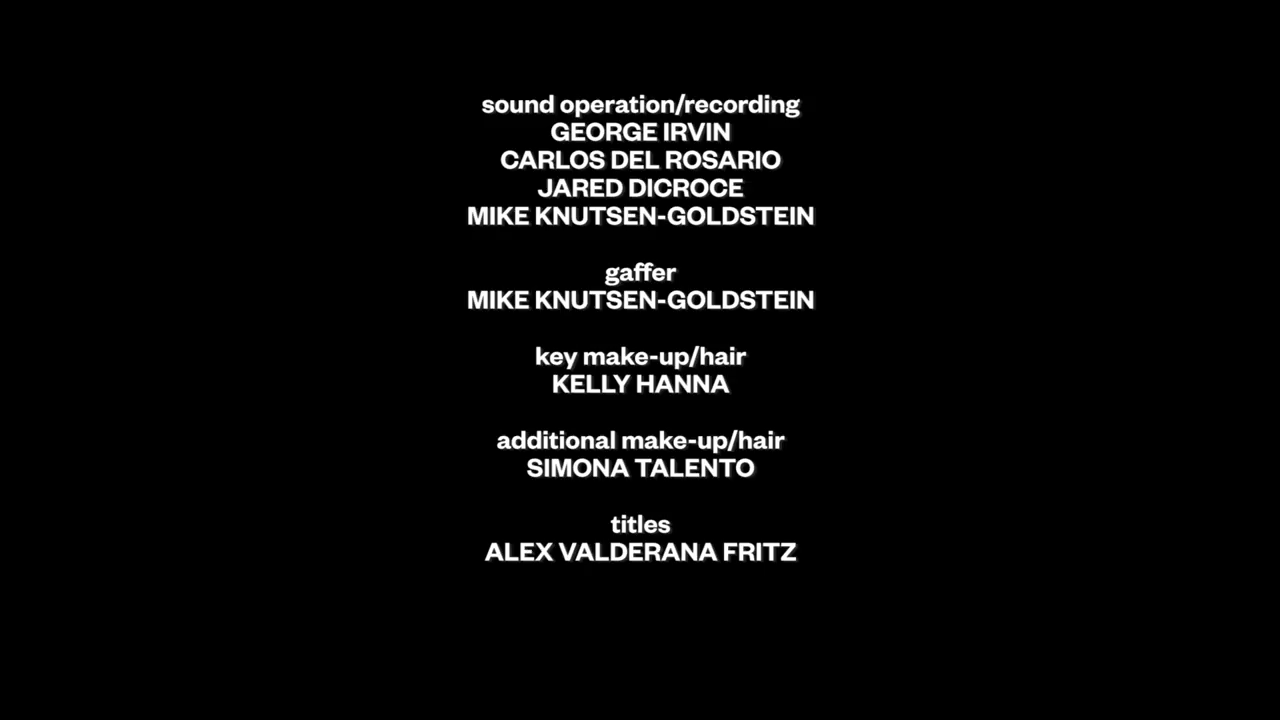 sound operation/recording
GEORGE IRVIN
CARLOS DEL ROSARIO
JARED DICROCE
MIKE KNUTSEN-GOLDSTEIN
gaffer
MIKE KNUTSEN-GOLDSTEIN
key make-up/hair
KELLY HANNA
additional make-up/hair
SIMONA TALENTO
titles
ALEX VALDERANA FRITZ